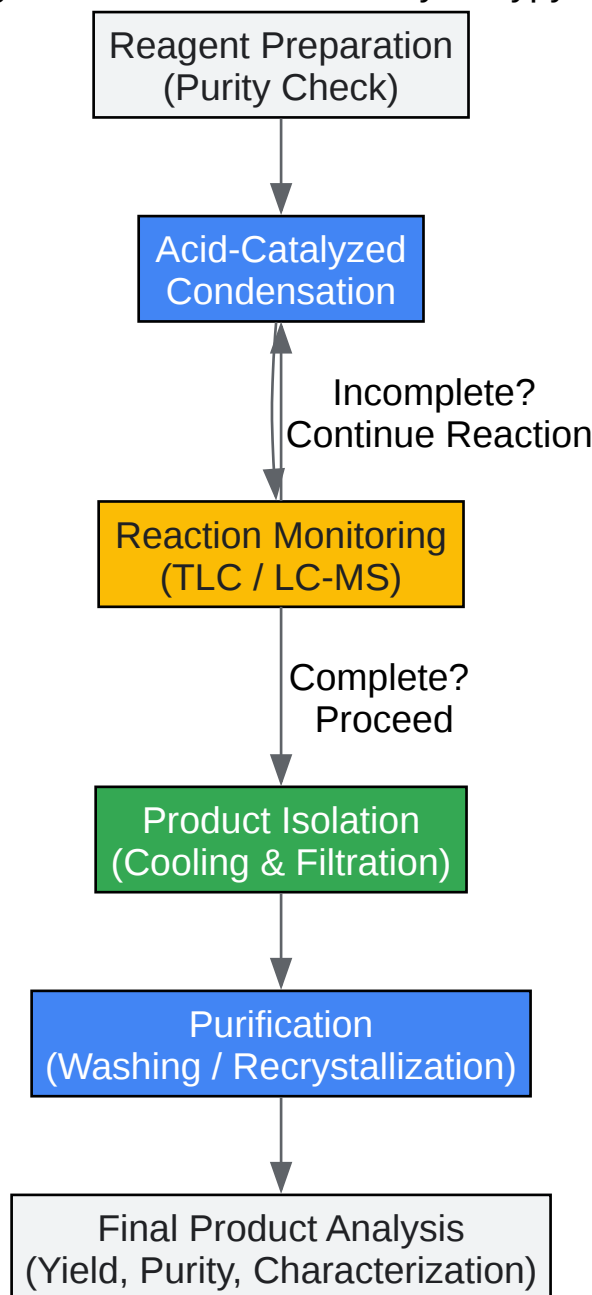 Reagent Preparation
(Purity Check)
Acid-Catalyzed
Condensation
Incomplete?
Continue Reaction
Reaction Monitoring
(TLC / LC-MS)
Complete?
Proceed
Product Isolation
(Cooling & Filtration)
Purification
(Washing / Recrystallization)
Final Product Analysis
(Yield, Purity, Characterization)